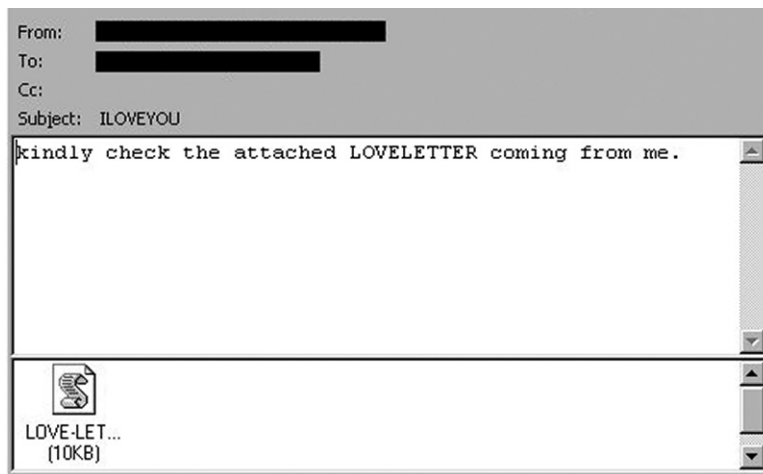 From:
To:
Cc:
Subject: ILOVEYOU
kindly check the attached LOVELETTER coming from me.
LOVE-LET...
(10KB)